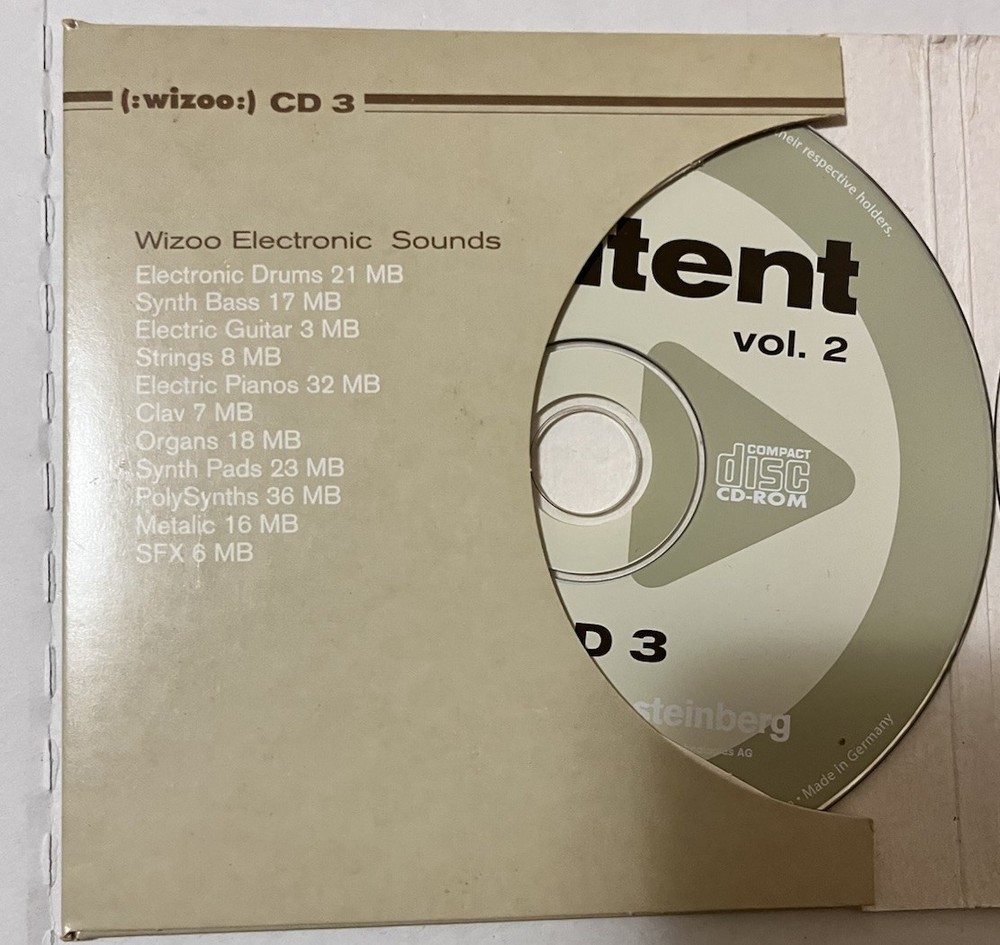 (:wizoo:) CD 3
Wizoo Electronic Sounds
Electronic Drums 21 MB
Synth Bass 17 MB
Electric Guitar 3 MB
Strings 8 MB
Electric Pianos 32 MB
Clav 7 MB
Organs 18 MB
Synth Pads 23 MB
PolySynths 36 MB
Metalic 16 MB
SFX 6 MB
their respective holders.
tent
vol. 2
COMPACT
disc
CD-ROM
D 3
steinberg
AG
• Made in Germany